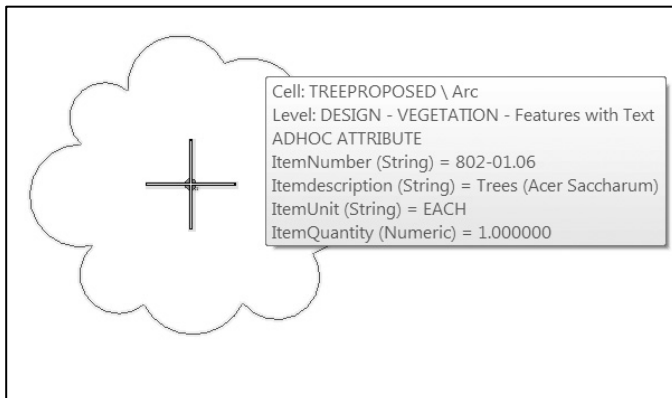 Cell: TREEPROPOSED \ Arc
Level: DESIGN - VEGETATION - Features with Text
ADHOC ATTRIBUTE
ItemNumber (String) = 802-01.06
Itemdescription (String) = Trees (Acer Saccharum)
ItemUnit (String) = EACH
ItemQuantity (Numeric) = 1.000000